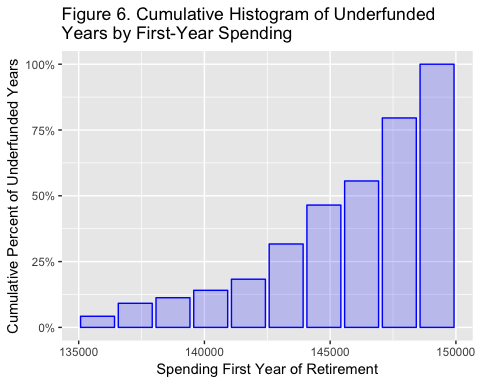 Figure 6. Cumulative Histogram of Underfunded
Years by First-Year Spending
Cumulative Percent of Underfunded Years
100%
75%
50%
25%
0%
135000 140000 145000 150000
Spending First Year of Retirement